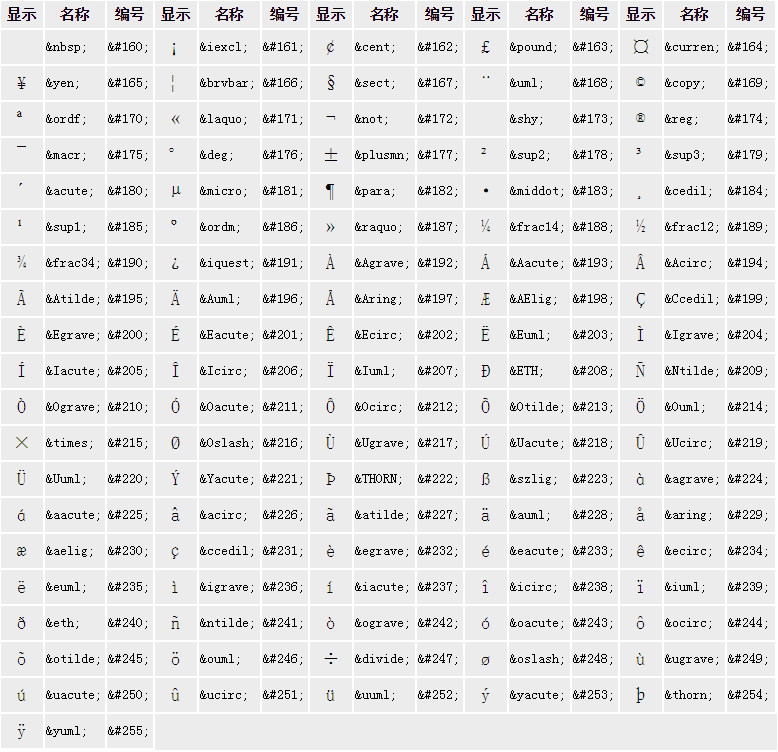 显示 名称 编号 显示 名称 编号 显示 名称 编号 显示 名称 编号 显示 名称 编号
&nbsp; &#160; ¡ &iexcl; &#161; ¢ &cent; &#162; £ &pound; &#163; ¤ &curren; &#164;
¥ &yen; &#165; ¦ &brvbar; &#166; § &sect; &#167; ¨ &uml; &#168; © &copy; &#169;
ª &ordf; &#170; « &laquo; &#171; ¬ &not; &#172; &shy; &#173; ® &reg; &#174;
¯ &macr; &#175; ° &deg; &#176; ± &plusmn; &#177; ² &sup2; &#178; ³ &sup3; &#179;
´ &acute; &#180; µ &micro; &#181; ¶ &para; &#182; · &middot; &#183; ¸ &cedil; &#184;
¹ &sup1; &#185; º &ordm; &#186; » &raquo; &#187; ¼ &frac14; &#188; ½ &frac12; &#189;
¾ &frac34; &#190; ¿ &iquest; &#191; À &Agrave; &#192; Á &Aacute; &#193; Â &Acirc; &#194;
Ã &Atilde; &#195; Ä &Auml; &#196; Å &Aring; &#197; Æ &AElig; &#198; Ç &Ccedil; &#199;
È &Egrave; &#200; É &Eacute; &#201; Ê &Ecirc; &#202; Ë &Euml; &#203; Ì &Igrave; &#204;
Í &Iacute; &#205; Î &Icirc; &#206; Ï &Iuml; &#207; Ð &ETH; &#208; Ñ &Ntilde; &#209;
Ò &Ograve; &#210; Ó &Oacute; &#211; Ô &Ocirc; &#212; Õ &Otilde; &#213; Ö &Ouml; &#214;
× &times; &#215; Ø &Oslash; &#216; Ù &Ugrave; &#217; Ú &Uacute; &#218; Û &Ucirc; &#219;
Ü &Uuml; &#220; Ý &Yacute; &#221; Þ &THORN; &#222; ß &szlig; &#223; à &agrave; &#224;
á &aacute; &#225; â &acirc; &#226; ã &atilde; &#227; ä &auml; &#228; å &aring; &#229;
æ &aelig; &#230; ç &ccedil; &#231; è &egrave; &#232; é &eacute; &#233; ê &ecirc; &#234;
ë &euml; &#235; ì &igrave; &#236; í &iacute; &#237; î &icirc; &#238; ï &iuml; &#239;
ð &eth; &#240; ñ &ntilde; &#241; ò &ograve; &#242; ó &oacute; &#243; ô &ocirc; &#244;
õ &otilde; &#245; ö &ouml; &#246; ÷ &divide; &#247; ø &oslash; &#248; ù &ugrave; &#249;
ú &uacute; &#250; û &ucirc; &#251; ü &uuml; &#252; ý &yacute; &#253; þ &thorn; &#254;
ÿ &yuml; &#255;